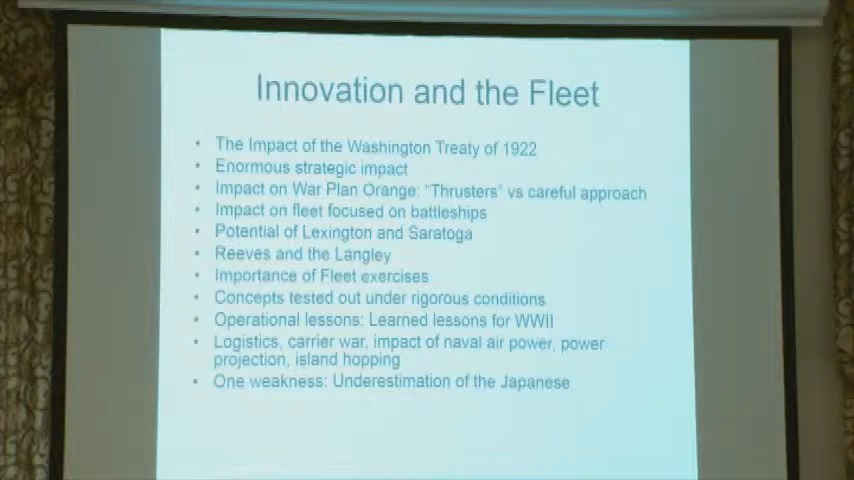 Innovation and the Fleet
• The Impact of the Washington Treaty of 1922
• Enormous strategic impact
• Impact on War Plan Orange: "Thrusters" vs careful approach
• Impact on fleet focused on battleships
• Potential of Lexington and Saratoga
• Reeves and the Langley
• Importance of Fleet exercises
• Concepts tested out under rigorous conditions
• Operational lessons: Learned lessons for WWII
• Logistics, carrier war, impact of naval air power, power
projection, island hopping
• One weakness: Underestimation of the Japanese